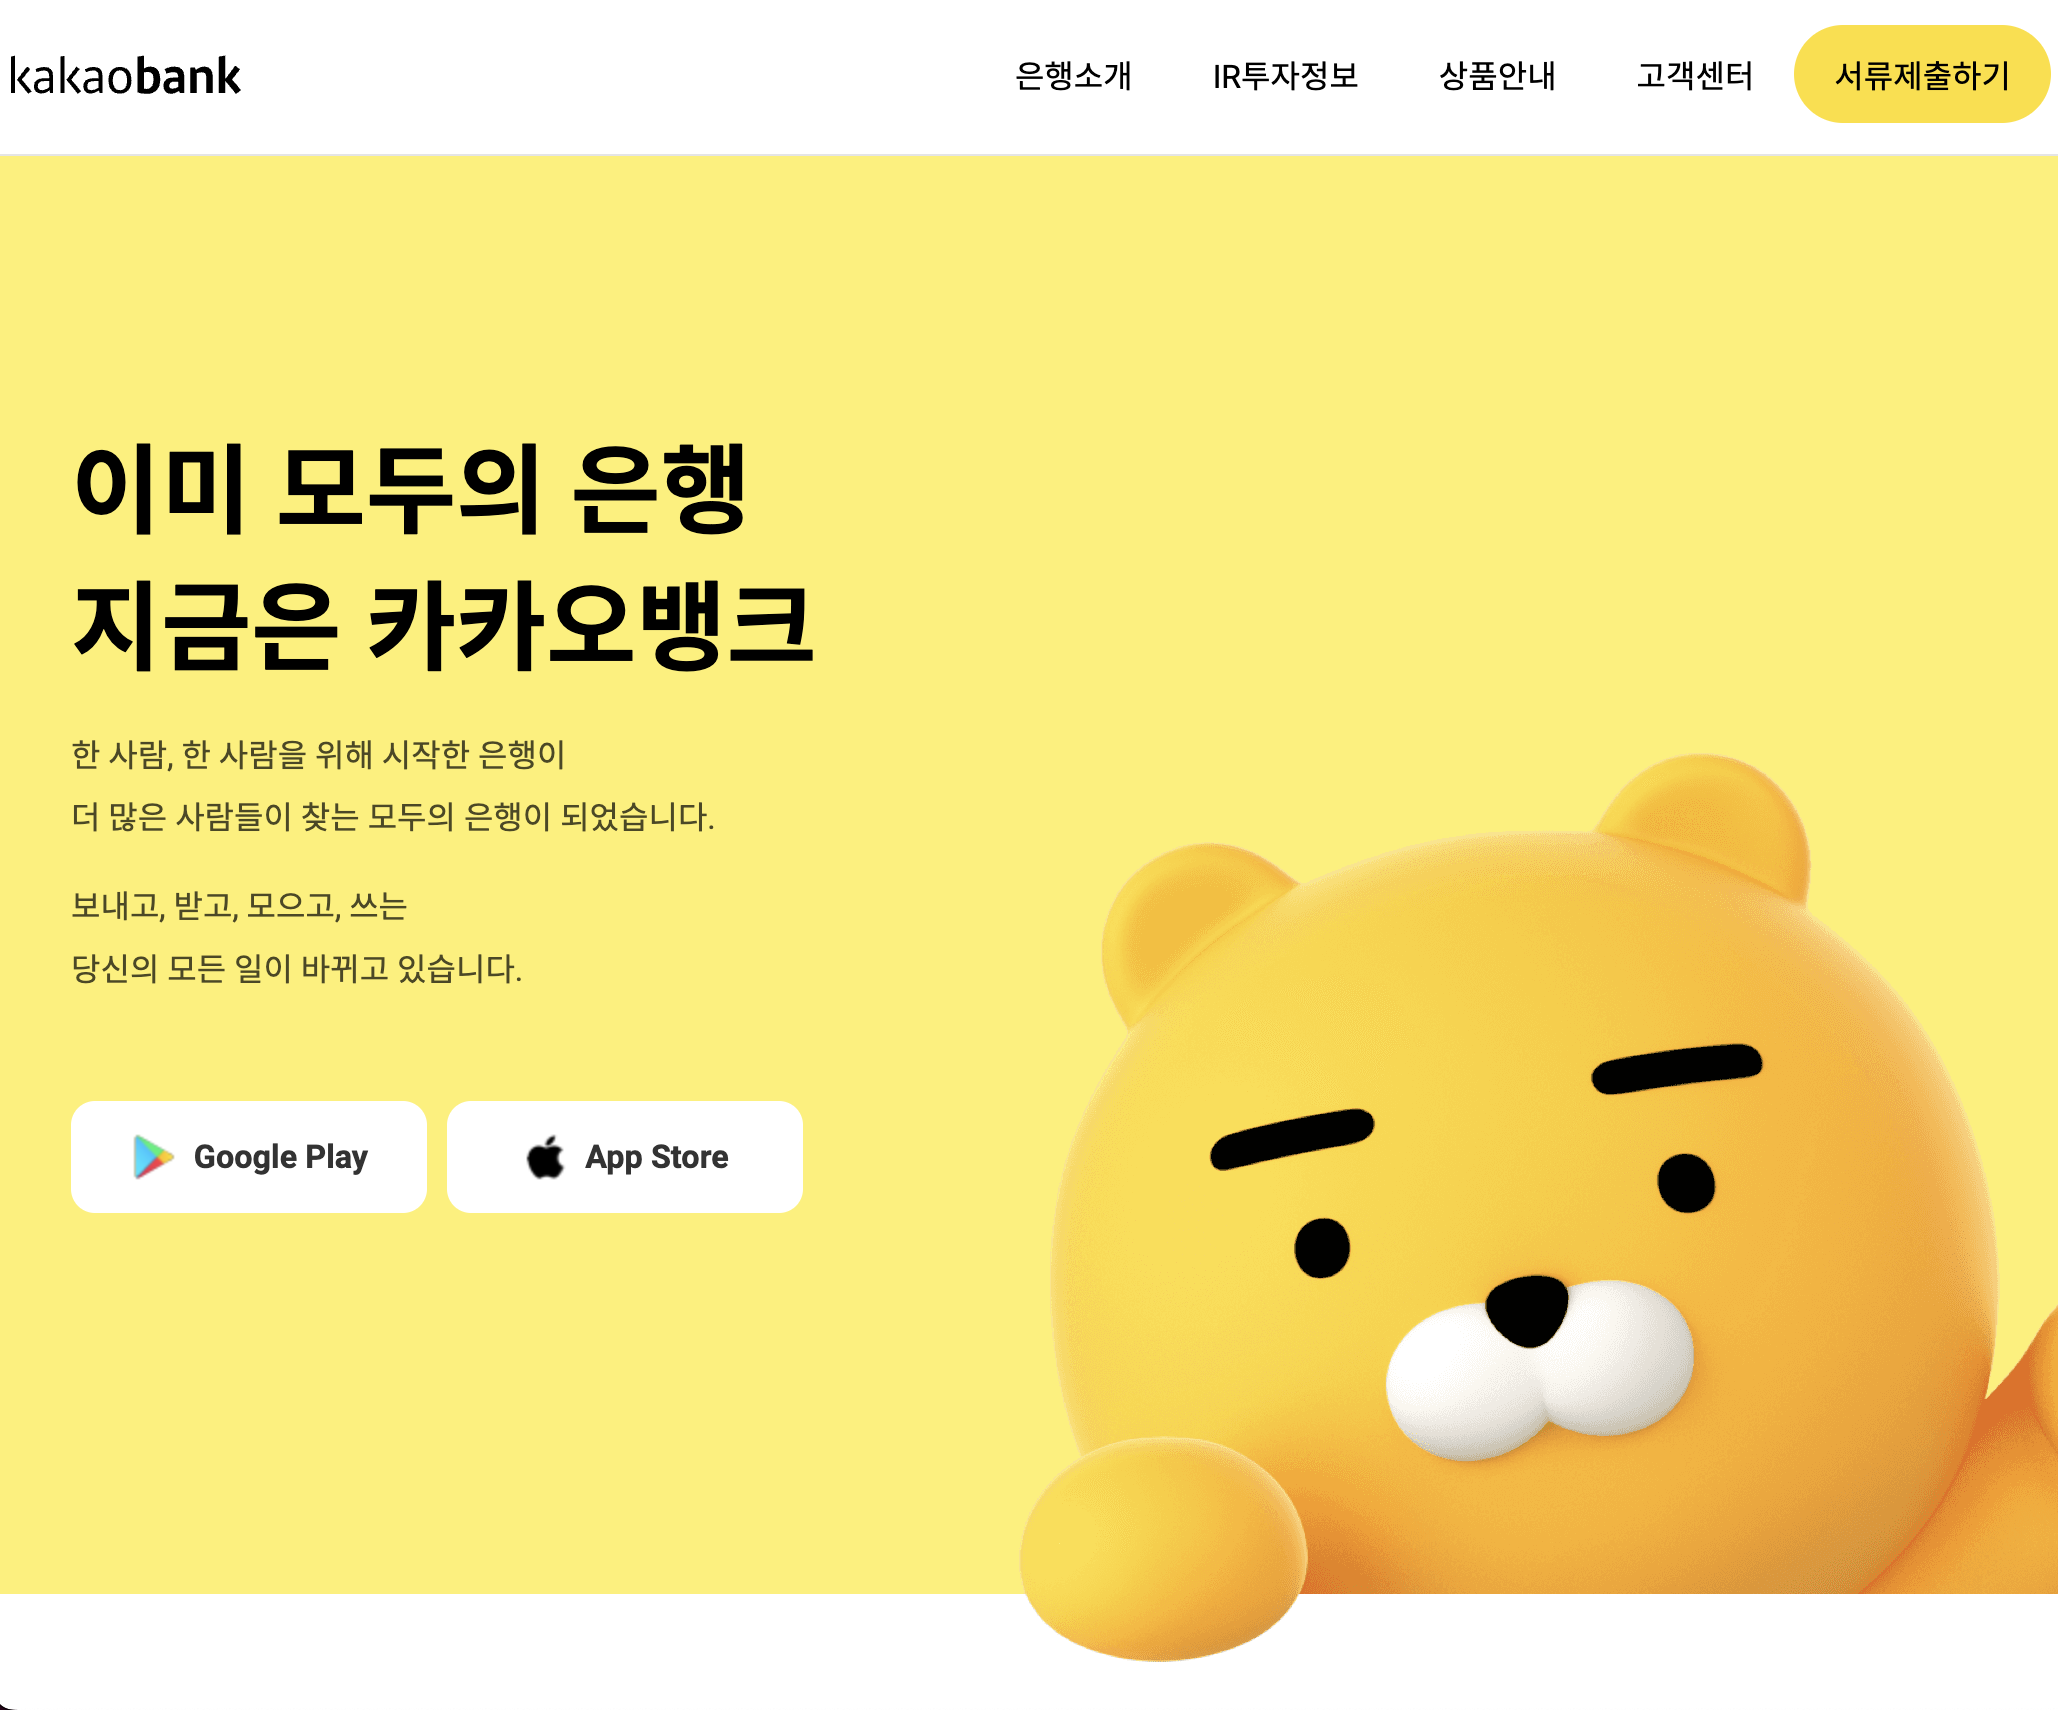 kakaobank
은행소개 IR투자정보 상품안내 고객센터 서류제출하기
이미 모두의 은행
지금은 카카오뱅크
한 사람, 한 사람을 위해 시작한 은행이
더 많은 사람들이 찾는 모두의 은행이 되었습니다.
보내고, 받고, 모으고, 쓰는
당신의 모든 일이 바뀌고 있습니다.
Google Play App Store